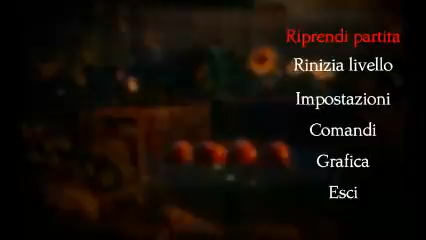 Riprendi partita
Rinizia livello
Impostazioni
Comandi
Grafica
Esci